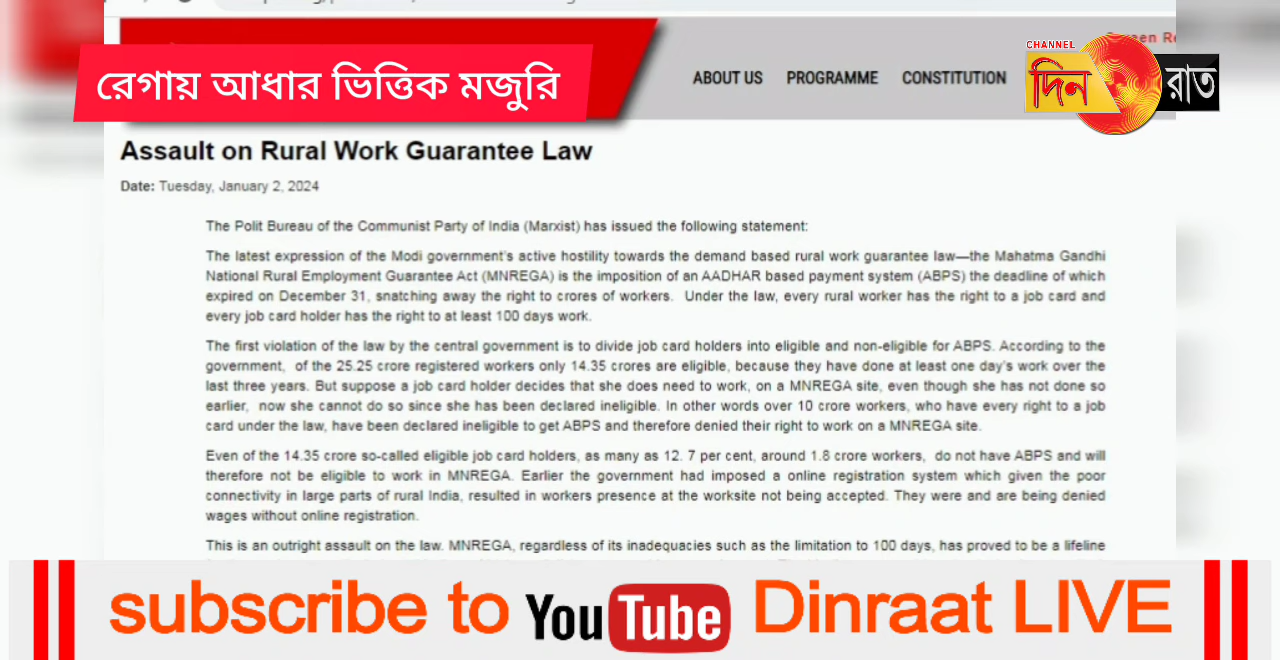 রেগায় আধার ভিত্তিক মজুরি
ABOUT US PROGRAMME CONSTITUTION
CHANNEL
দিন রাত
Assault on Rural Work Guarantee Law
Date: Tuesday, January 2, 2024
The Polit Bureau of the Communist Party of India (Marxist) has issued the following statement:
The latest expression of the Modi government's active hostility towards the demand based rural work guarantee law—the Mahatma Gandhi
National Rural Employment Guarantee Act (MNREGA) is the imposition of an AADHAR based payment system (ABPS) the deadline of which
expired on December 31, snatching away the right to crores of workers. Under the law, every rural worker has the right to a job card and
every job card holder has the right to at least 100 days work.
The first violation of the law by the central government is to divide job card holders into eligible and non-eligible for ABPS. According to the
government, of the 25.25 crore registered workers only 14.35 crores are eligible, because they have done at least one day's work over the
last three years. But suppose a job card holder decides that she does need to work, on a MNREGA site, even though she has not done so
earlier, now she cannot do so since she has been declared ineligible. In other words over 10 crore workers, who have every right to a job
card under the law, have been declared ineligible to get ABPS and therefore denied their right to work on a MNREGA site.
Even of the 14.35 crore so-called eligible job card holders, as many as 12. 7 per cent, around 1.8 crore workers, do not have ABPS and will
therefore not be eligible to work in MNREGA. Earlier the government had imposed a online registration system which given the poor
connectivity in large parts of rural India, resulted in workers presence at the worksite not being accepted. They were and are being denied
wages without online registration.
This is an outright assault on the law. MNREGA, regardless of its inadequacies such as the limitation to 100 days, has proved to be a lifeline
subscribe to YouTube Dinraat LIVE